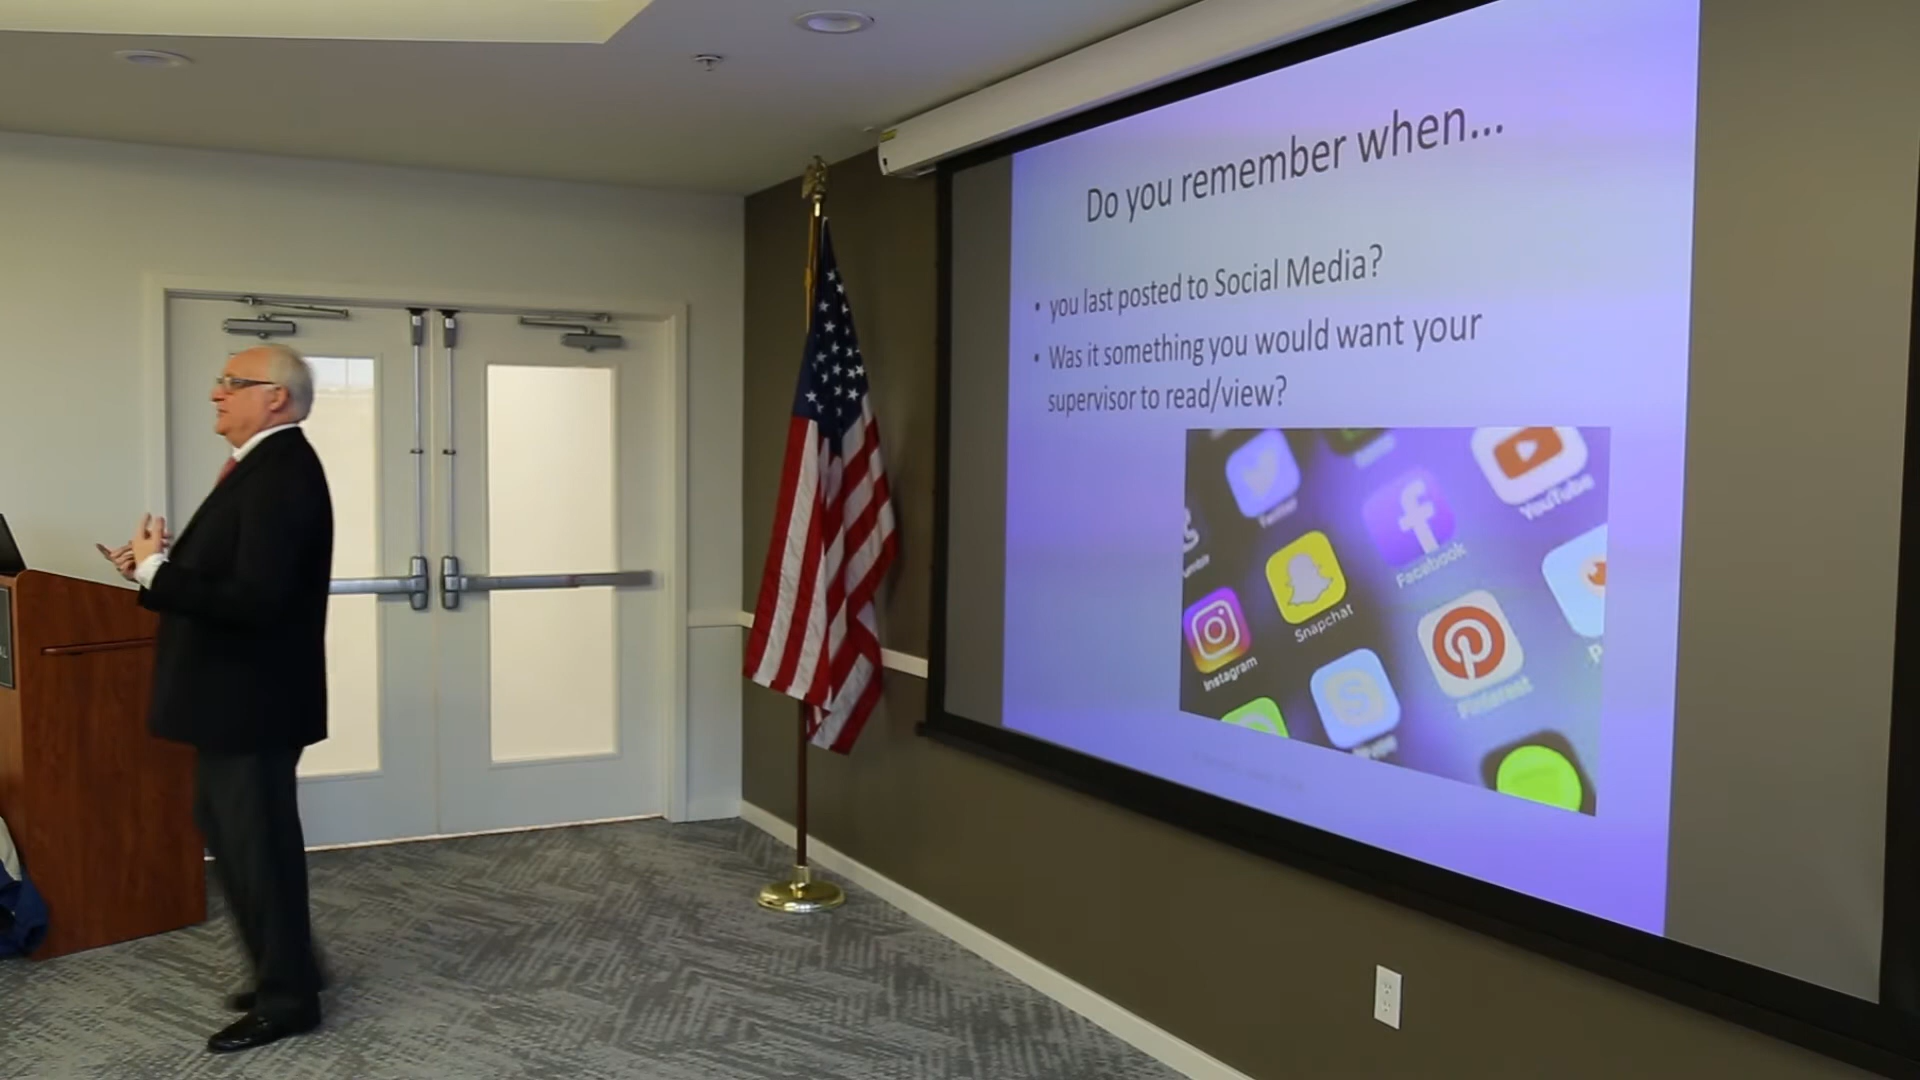 Do you remember when...
• you last posted to Social Media?
• Was it something you would want your
supervisor to read/view?
Twitter
YouTube
Facebook
Snapchat
Instagram
Pinterest